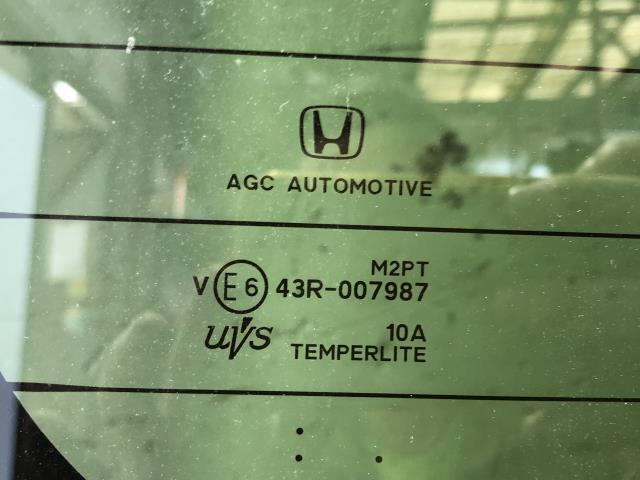 AGC AUTOMOTIVE
M2PT
V E6 43R-007987
UVS 10A
TEMPERLITE